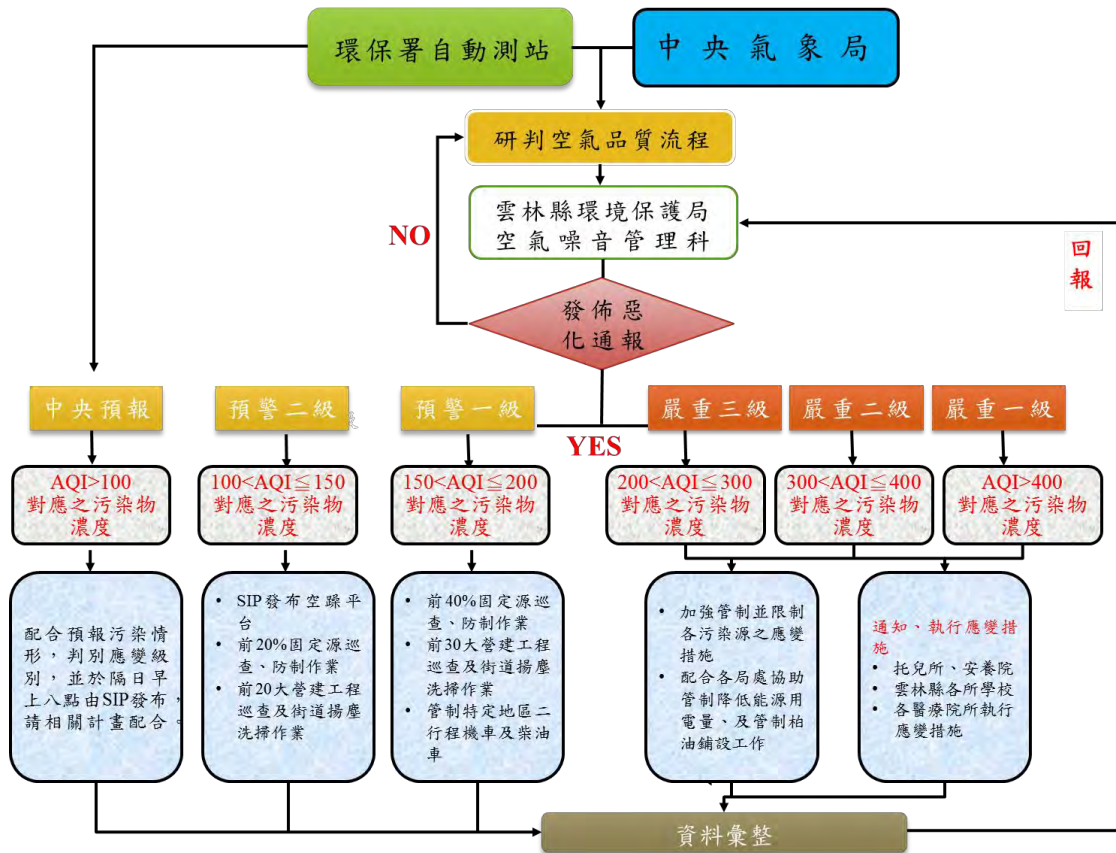 環保署自動測站
中央氣象局
研判空氣品質流程
雲林縣環境保護局
空氣噪音管理科
NO
回
報
發佈惡
化通報
YES
中央預報
預警二級
預警一級
嚴重三級
嚴重二級
嚴重一級
AQI>100
對應之污染物
濃度
100<AQI≦150
對應之污染物
濃度
150<AQI≦200
對應之污染物
濃度
200<AQI≦300
對應之污染物
濃度
300<AQI≦400
對應之污染物
濃度
AQI>400
對應之污染物
濃度
配合預報污染情
形，判別應變級
別，並於隔日早
上八點由SIP發布，
請相關計畫配合。
• SIP發布空躁平
台
• 前20%固定源巡
查、防制作業
• 前20大營建工程
巡查及街道揚塵
洗掃作業
• 前40%固定源巡
查、防制作業
• 前30大營建工程
巡查及街道揚塵
洗掃作業
• 管制特定地區二
行程機車及柴油
車
• 加強管制並限制
各污染源之應變
措施
• 配合各局處協助
管制降低能源用
電量、及管制柏
油鋪設工作
通知、執行應變措
施
• 托兒所、安養院
• 雲林縣各所學校
• 各醫療院所執行
應變措施
資料彙整